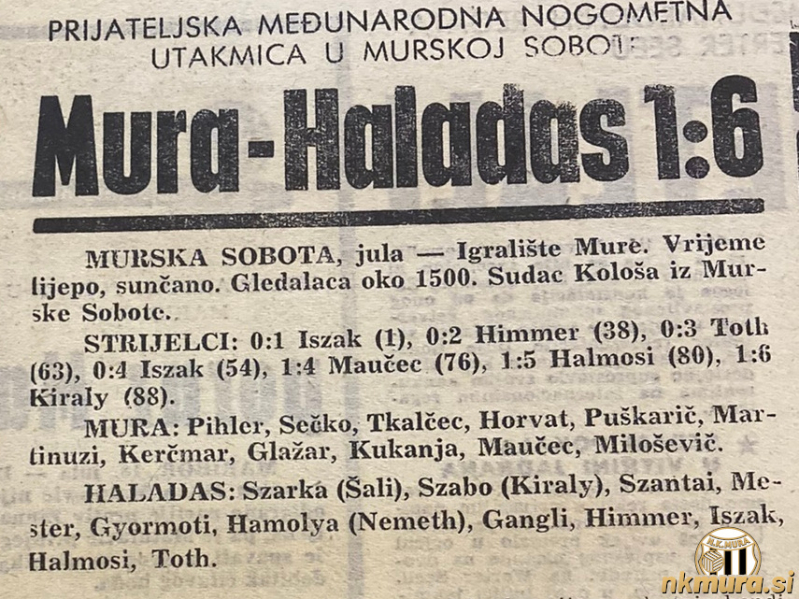 PRIJATELJSKA MEĐUNARODNA NOGOMETNA
UTAKMICA U MURSKOJ SOBOTI
Mura-Haladas 1:6
MURSKA SOBOTA, jula — Igralište Mure. Vrijeme
lijepo, sunčano. Gledalaca oko 1500. Sudac Kološa iz Mur-
ske Sobote.
STRIJELCI: 0:1 Iszak (1), 0:2 Himmer (38), 0:3 Toth
(63), 0:4 Iszak (54), 1:4 Maučec (76), 1:5 Halmosi (80), 1:6
Kiraly (88).
MURA: Pihler, Sečko, Tkalčec, Horvat, Puškarič, Mar-
tinuzi, Kerčmar, Glažar, Kukanja, Maučec, Miloševič.
HALADAS: Szarka (Šali), Szabo (Kiraly), Szantai, Me-
ster, Gyormoti, Hamolya (Nemeth), Gangli, Himmer, Iszak,
Halmosi, Toth.
N.K. MURA
nkmura.si